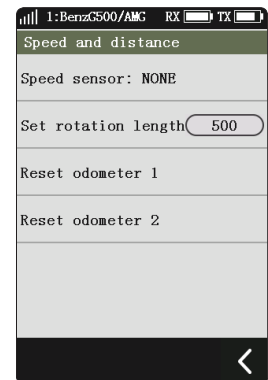 1:BenzG500/AMG RX TX
Speed and distance
Speed sensor: NONE
Set rotation length 500
Reset odometer 1
Reset odometer 2